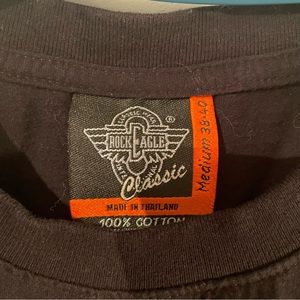 ROCK EAGLE
®
Classic
Medium 38-40
MADE IN THAILAND
100% COTTON